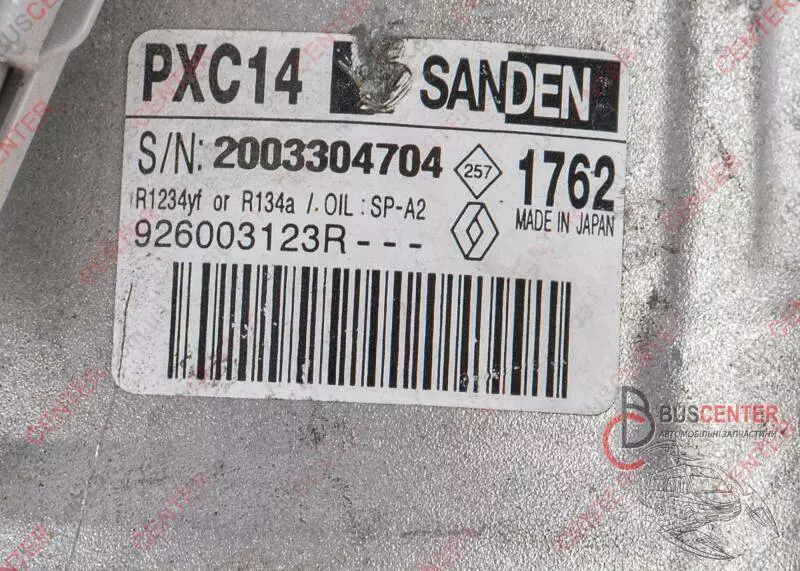 PXC14 SANDEN
S/N: 2003304704 257 1762
R1234yf or R134a /. OIL : SP-A2 MADE IN JAPAN
926003123R---
BUSCENTER
АВТОМОБІЛЬНІ ЗАПЧАСТИНИ